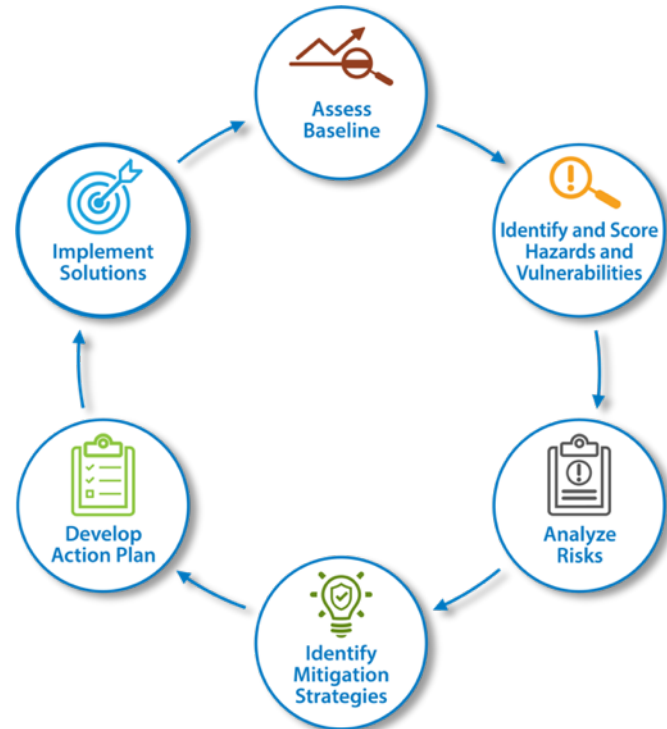 Assess
Baseline
Identify and Score
Hazards and
Vulnerabilities
Analyze
Risks
Identify
Mitigation
Strategies
Develop
Action Plan
Implement
Solutions